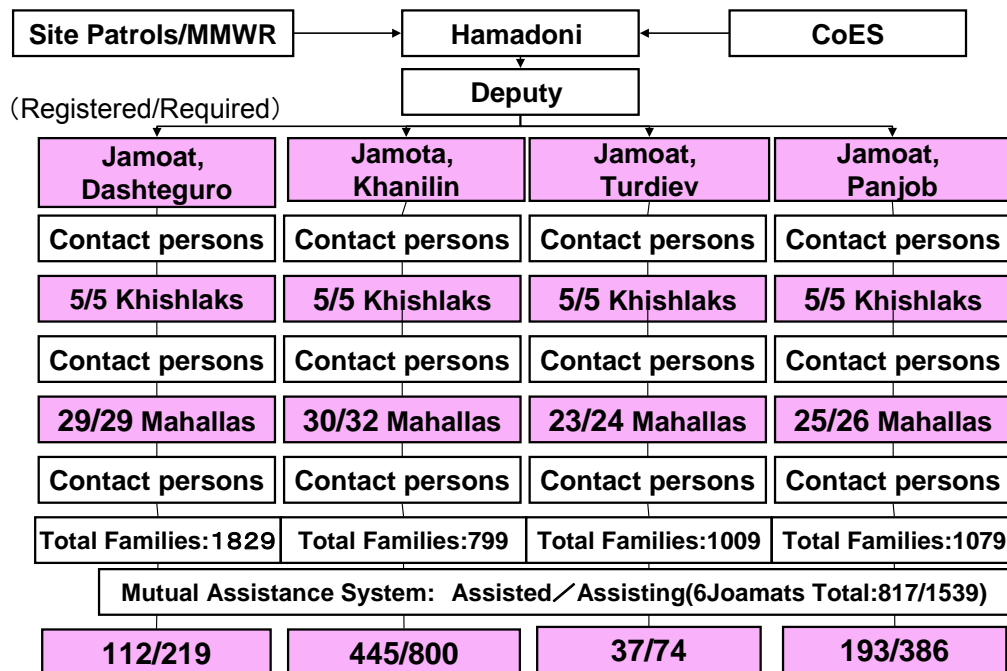 Site Patrols/MMWR
Hamadoni
CoES
Deputy
（Registered/Required）
Jamoat,
Dashteguro
Jamota,
Khanilin
Jamoat,
Turdiev
Jamoat,
Panjob
Contact persons
Contact persons
Contact persons
Contact persons
5/5 Khishlaks
5/5 Khishlaks
5/5 Khishlaks
5/5 Khishlaks
Contact persons
Contact persons
Contact persons
Contact persons
29/29 Mahallas
30/32 Mahallas
23/24 Mahallas
25/26 Mahallas
Contact persons
Contact persons
Contact persons
Contact persons
Total Families:1829
Total Families:799
Total Families:1009
Total Families:1079
Mutual Assistance System: Assisted／Assisting(6Joamats Total:817/1539)
112/219
445/800
37/74
193/386